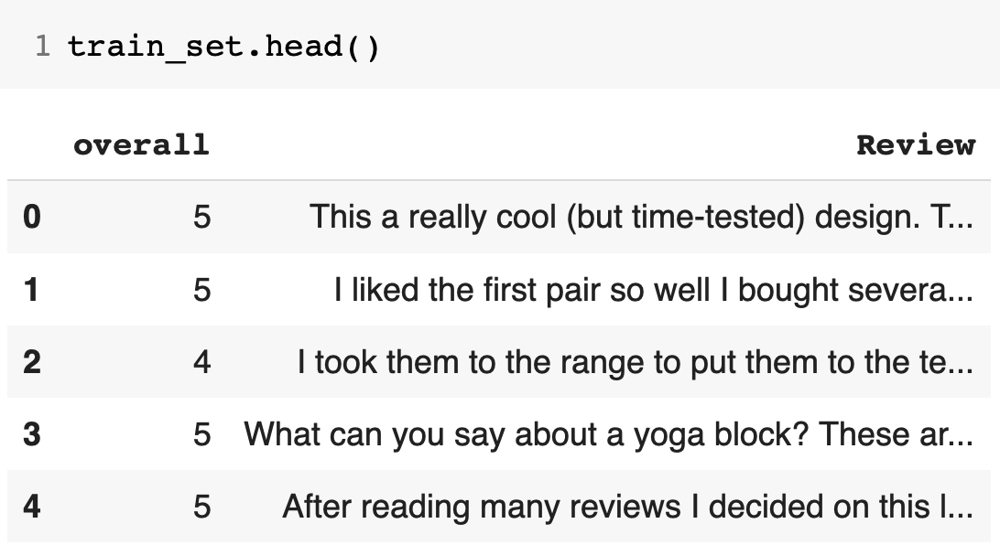 1 train_set.head()
overall Review
0 5 This a really cool (but time-tested) design. T...
1 5 I liked the first pair so well I bought severa...
2 4 I took them to the range to put them to the te...
3 5 What can you say about a yoga block? These ar...
4 5 After reading many reviews I decided on this l...